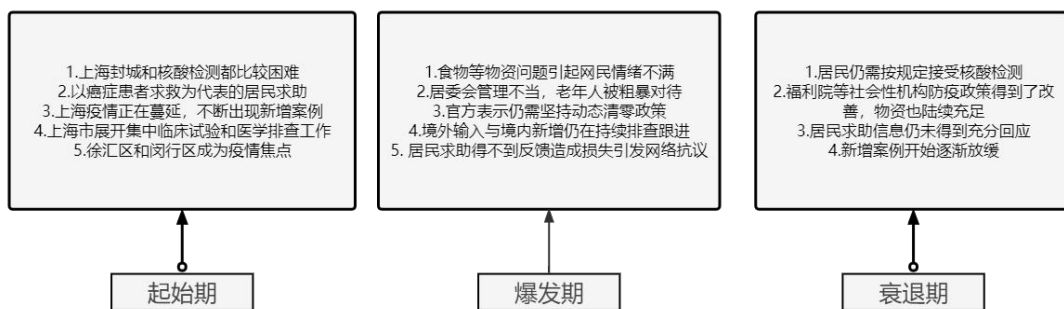 1.上海封城和核酸检测都比较困难
2.以癌症患者求救为代表的居民求助
3.上海疫情正在蔓延，不断出现新增案例
4.上海市展开集中临床试验和医学排查工作
5.徐汇区和闵行区成为疫情焦点
起始期
1.食物等物资问题引起网民情绪不满
2.居委会管理不当，老年人被粗暴对待
3.官方表示仍需坚持动态清零政策
4.境外输入与境内新增仍在持续排查跟进
5. 居民求助得不到反馈造成损失引发网络抗议
爆发期
1.居民仍需按规定接受核酸检测
2.福利院等社会性机构防疫政策得到了改
善，物资也陆续充足
3.居民求助信息仍未得到充分回应
4.新增案例开始逐渐放缓
衰退期